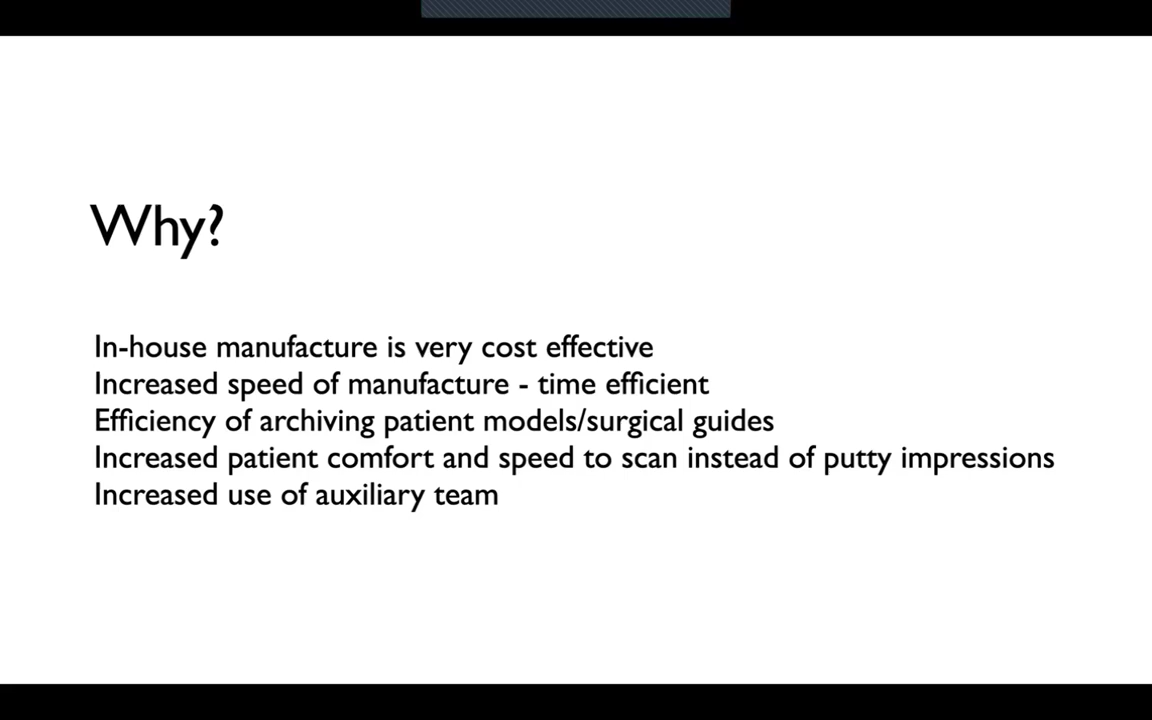 Why?
In-house manufacture is very cost effective
Increased speed of manufacture - time efficient
Efficiency of archiving patient models/surgical guides
Increased patient comfort and speed to scan instead of putty impressions
Increased use of auxiliary team